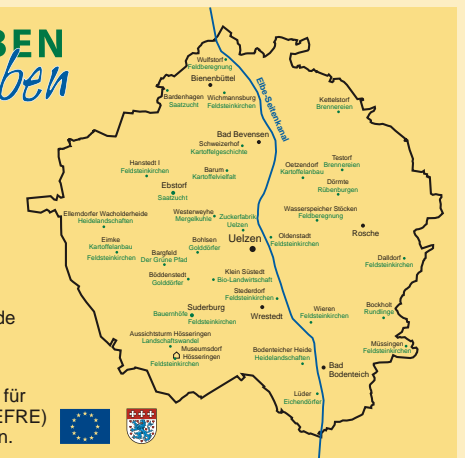 BEN
ben
Wulfstorf
Feldberegnung
Bienenbüttel
Bardenhagen
Saatzucht
Wichmannsburg
Feldsteinkirchen
Elbe-Seitenkanal
Kettelstorf
Brennereien
Bad Bevensen
Schweizerhof
Kartoffelgeschichte
Hanstedt I
Feldsteinkirchen
Barum
Kartoffelvielfalt
Oetzendorf
Kartoffelanbau
Testorf
Brennereien
Dörmte
Rübenburgen
Ebstorf
Saatzucht
Ellerndorfer Wacholderheide
Heidelandschaften
Westerweyhe
Mergelkuhle
Zuckerfabrik
Uelzen
Wasserspeicher Stöcken
Feldberegnung
Rosche
Eimke
Kartoffelanbau
Feldsteinkirchen
Bohlsen
Golddörfer
Uelzen
Oldenstadt
Feldsteinkirchen
Bargfeld
Der Grüne Pfad
Dalldorf
Feldsteinkirchen
Böddenstedt
Golddörfer
Klein Süstedt
Bio-Landwirtschaft
Stederdorf
Feldsteinkirchen
Suderburg
Bauernhöfe
Feldsteinkirchen
Wrestedt
Wieren
Feldsteinkirchen
Bockholt
Rundlinge
de
Aussichtsturm Hösseringen
Landschaftswandel
Museumsdorf
Hösseringen
Feldsteinkirchen
Bodenteicher Heide
Heidelandschaften
Müssingen
Feldsteinkirchen
Bad
Bodenteich
Lüder
Eichendörfer
für
EFRE)
n.